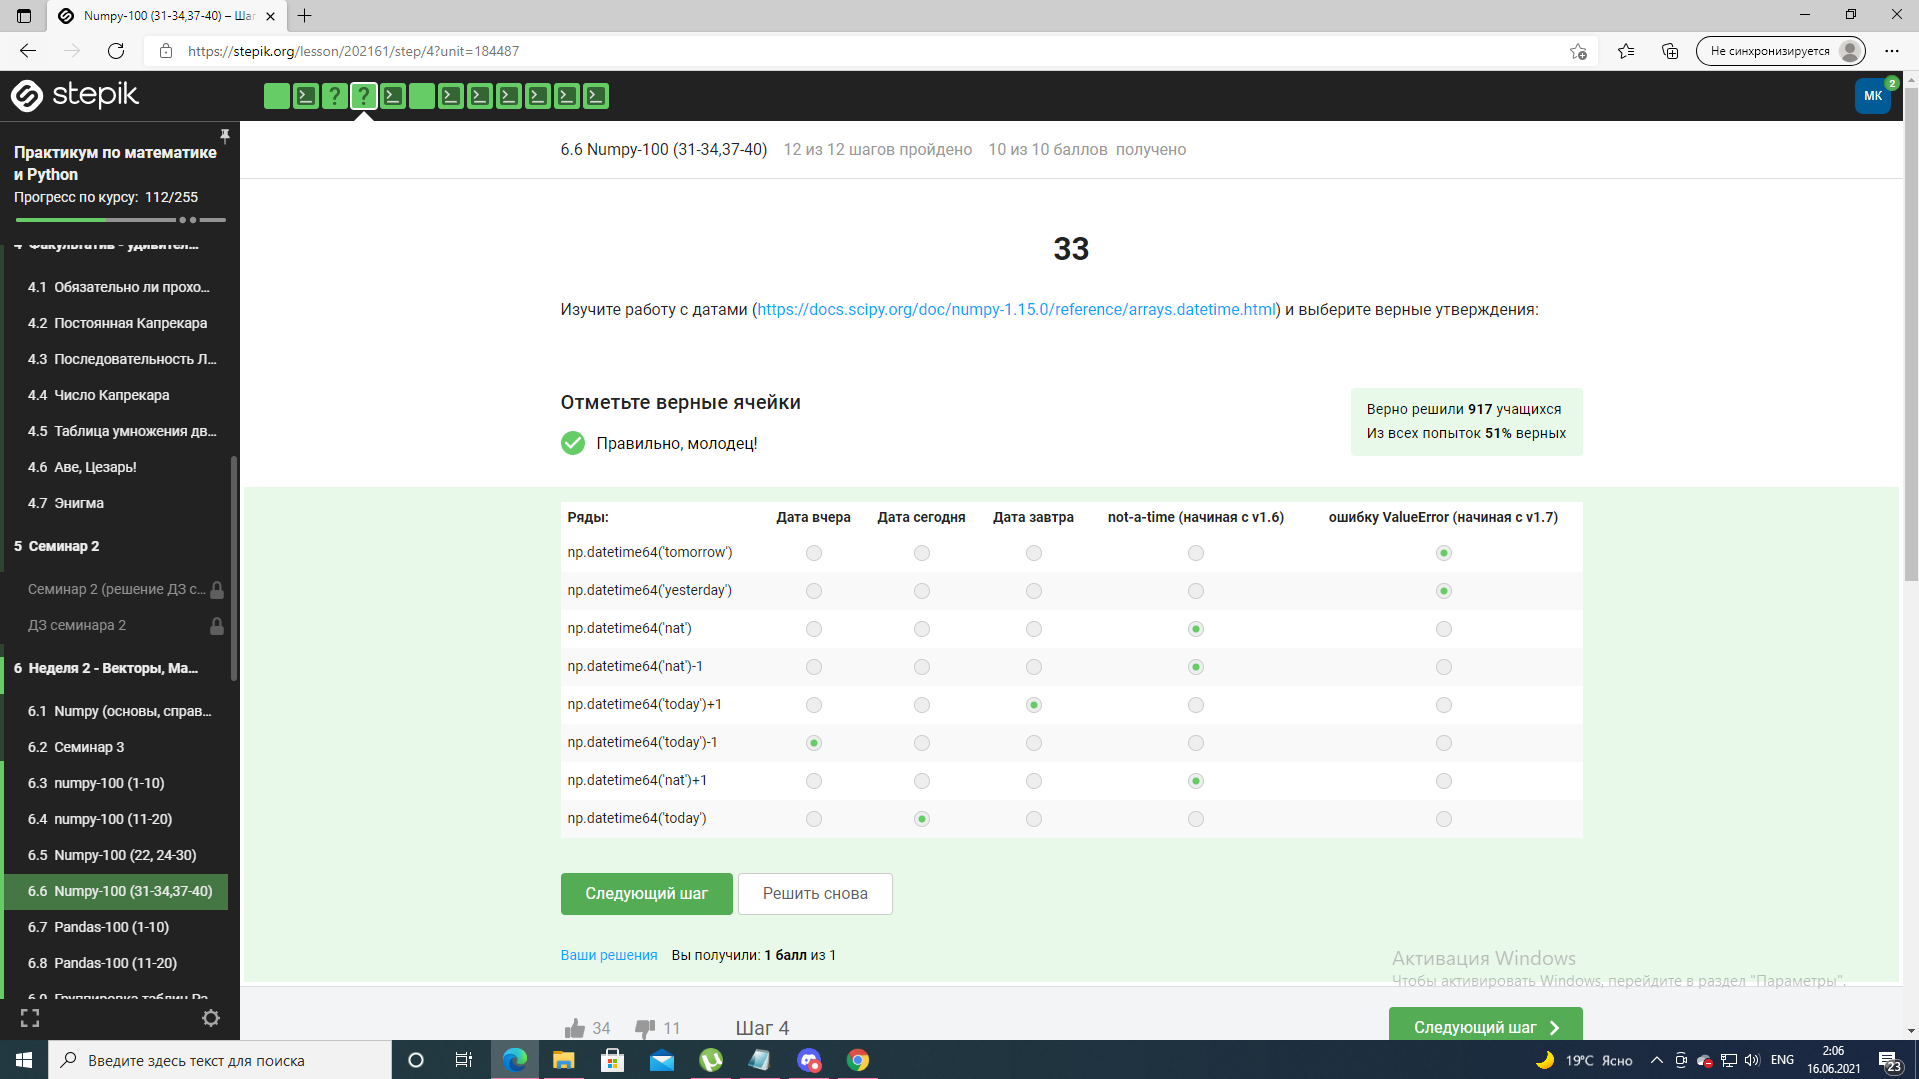 Numpy-100 (31-34,37-40) – Шаг
https://stepik.org/lesson/202161/step/4?unit=184487
Не синхронизируется
stepik
МК
2
Практикум по математике
и Python
Прогресс по курсу: 112/255
4 Факультатив - удивител...
4.1 Обязательно ли прохо...
4.2 Постоянная Капрекара
4.3 Последовательность Л...
4.4 Число Капрекара
4.5 Таблица умножения дв...
4.6 Аве, Цезарь!
4.7 Энигма
5 Семинар 2
Семинар 2 (решение ДЗ с...
ДЗ семинара 2
6 Неделя 2 - Векторы, Ма...
6.1 Numpy (основы, справ...
6.2 Семинар 3
6.3 numpy-100 (1-10)
6.4 numpy-100 (11-20)
6.5 Numpy-100 (22, 24-30)
6.6 Numpy-100 (31-34,37-40)
6.7 Pandas-100 (1-10)
6.8 Pandas-100 (11-20)
6.9 Группировка таблиц Pa...
6.6 Numpy-100 (31-34,37-40) 12 из 12 шагов пройдено 10 из 10 баллов получено
33
Изучите работу с датами (https://docs.scipy.org/doc/numpy-1.15.0/reference/arrays.datetime.html) и выберите верные утверждения:
Отметьте верные ячейки
Правильно, молодец!
Верно решили 917 учащихся
Из всех попыток 51% верных
Ряды: Дата вчера Дата сегодня Дата завтра not-a-time (начиная с v1.6) ошибку ValueError (начиная с v1.7)
np.datetime64('tomorrow')
np.datetime64('yesterday')
np.datetime64('nat')
np.datetime64('nat')-1
np.datetime64('today')+1
np.datetime64('today')-1
np.datetime64('nat')+1
np.datetime64('today')
Следующий шаг Решить снова
Ваши решения Вы получили: 1 балл из 1
Активация Windows
Чтобы активировать Windows, перейдите в раздел "Параметры".
34 11 Шаг 4
Следующий шаг
Введите здесь текст для поиска
19°C Ясно
ENG
2:06
16.06.2021
23